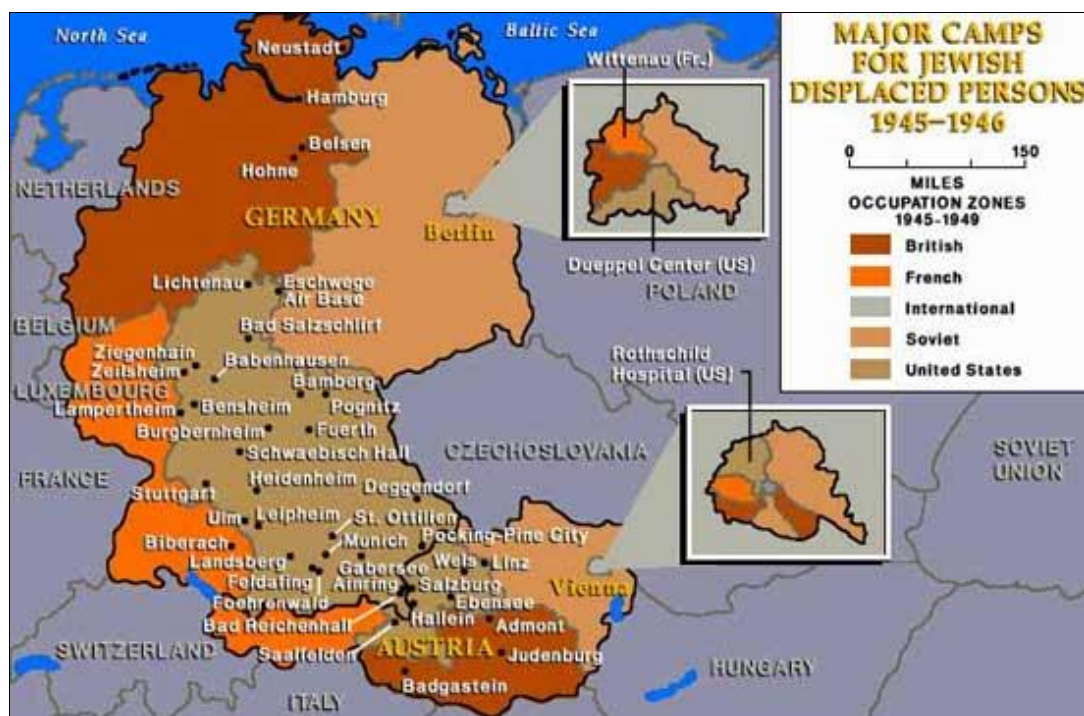 North Sea
Baltic Sea
MAJOR CAMPS
FOR JEWISH
DISPLACED PERSONS
1945–1946
0 150
MILES
OCCUPATION ZONES
1945-1949
British
French
International
Soviet
United States
Neustadt
Hamburg
Belsen
Hohne
NETHERLANDS
GERMANY
Berlin
Wittenau (Fr.)
Dueppel Center (US)
POLAND
Lichtenau
Eschwege
Air Base
BELGIUM
Bad Salzschlirf
Ziegenhain
Zeilsheim
Babenhausen
LUXEMBOURG
Bamberg
Lampertheim
Bensheim
Pognitz
Burgbernheim
Fuerth
Rothschild
Hospital (US)
CZECHOSLOVAKIA
SOVIET
UNION
Schwaebisch Hall
FRANCE
Heidenheim
Stuttgart
Deggendorf
Ulm
Leipheim
St. Ottilien
Pocking-Pine City
Biberach
Munich
Landsberg
Gabersee
Wels
Linz
Feldafing
Ainring
Salzburg
Vienna
Foehrenwald
Ebensee
Bad Reichenhall
Hallein
Admont
SWITZERLAND
Saalfelden
AUSTRIA
Judenburg
HUNGARY
Badgastein
ITALY